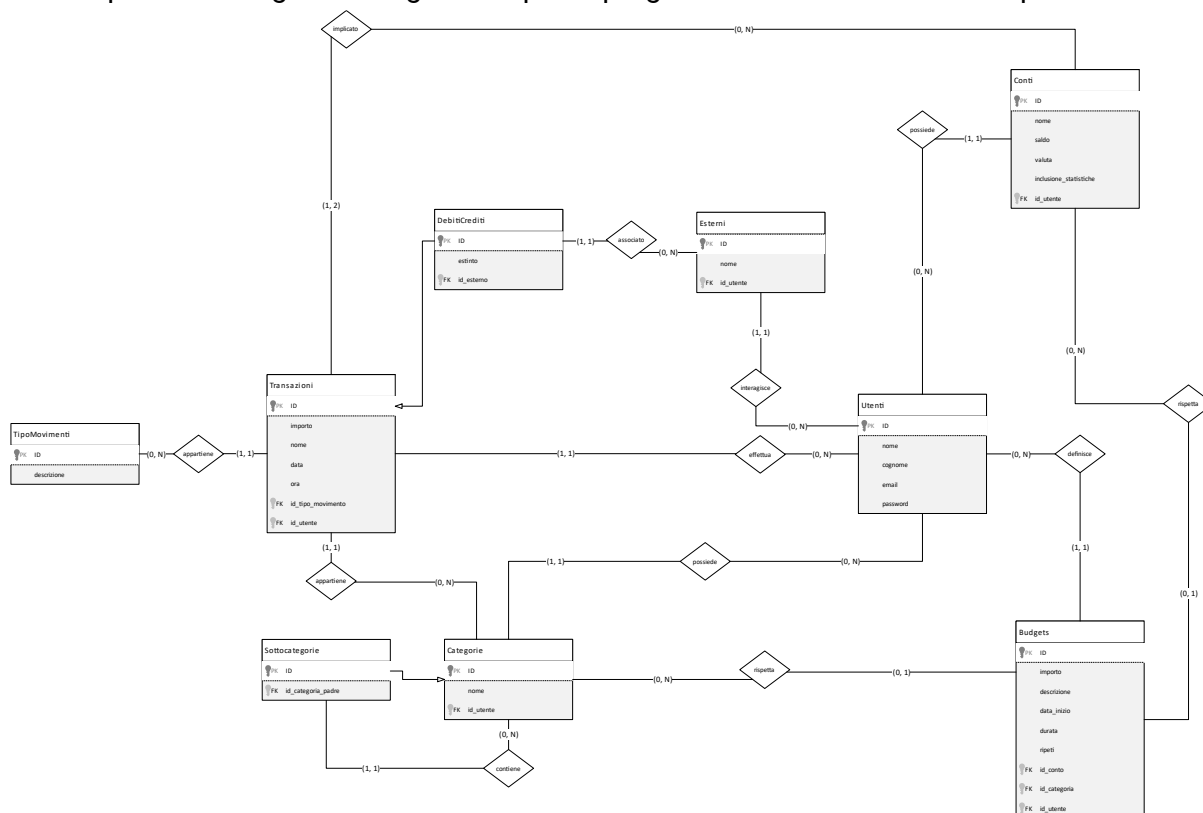 implicato
(0, N)
Conti
PK ID
nome
saldo
valuta
inclusione_statistiche
FK id_utente
possiede
(1, 1)
(1, 2)
DebitiCrediti
PK ID
estinto
FK id_esterno
(1, 1)
associato
(0, N)
Esterni
PK ID
nome
FK id_utente
(0, N)
(1, 1)
(0, N)
interagisce
rispetta
Transazioni
PK ID
importo
nome
data
ora
FK id_tipo_movimento
FK id_utente
Utenti
PK ID
nome
cognome
email
password
(0, N)
TipoMovimenti
PK ID
descrizione
(0, N)
appartiene
(1, 1)
(1, 1)
effettua
(0, N)
(0, N)
definisce
(1, 1)
(1, 1)
appartiene
(0, N)
(1, 1)
possiede
(0, N)
(0, 1)
Sottocategorie
PK ID
FK id_categoria_padre
Categorie
PK ID
nome
FK id_utente
(0, N)
rispetta
(0, 1)
Budgets
PK ID
importo
descrizione
data_inizio
durata
ripeti
FK id_conto
FK id_categoria
FK id_utente
(0, N)
(1, 1)
contiene